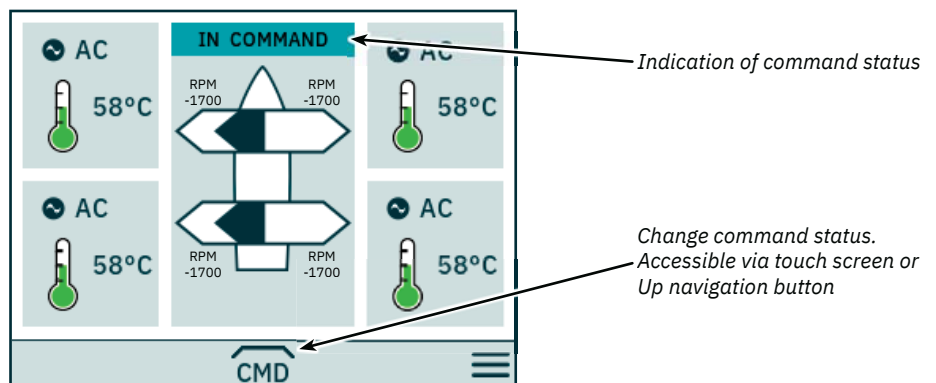 AC
58°C
IN COMMAND
AC
58°C
RPM
-1700
RPM
-1700
AC
58°C
AC
58°C
RPM
-1700
RPM
-1700
CMD
Indication of command status
Change command status.
Accessible via touch screen or
Up navigation button